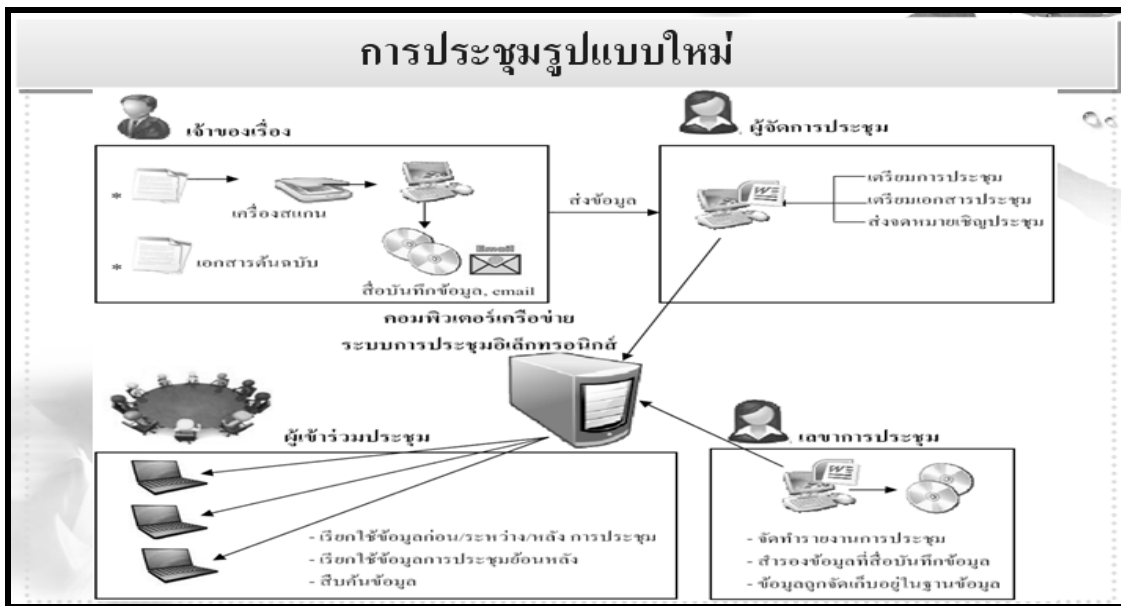 การประชุมรูปแบบใหม่
เจ้าของเรื่อง
ผู้จัดการประชุม
*
เครื่องสแกน
* เอกสารต้นฉบับ
Email
สื่อบันทึกข้อมูล, email
ส่งข้อมูล
W
เตรียมการประชุม
เตรียมเอกสารประชุม
ส่งจดหมายเชิญประชุม
คอมพิวเตอร์เครือข่าย
ระบบการประชุมอิเล็กทรอนิกส์
ผู้เข้าร่วมประชุม
- เรียกใช้ข้อมูลก่อน/ระหว่าง/หลัง การประชุม
- เรียกใช้ข้อมูลการประชุมย้อนหลัง
- สืบค้นข้อมูล
เลขาการประชุม
W
- จัดทำรายงานการประชุม
- สำรองข้อมูลที่สื่อบันทึกข้อมูล
- ข้อมูลถูกจัดเก็บอยู่ในฐานข้อมูล